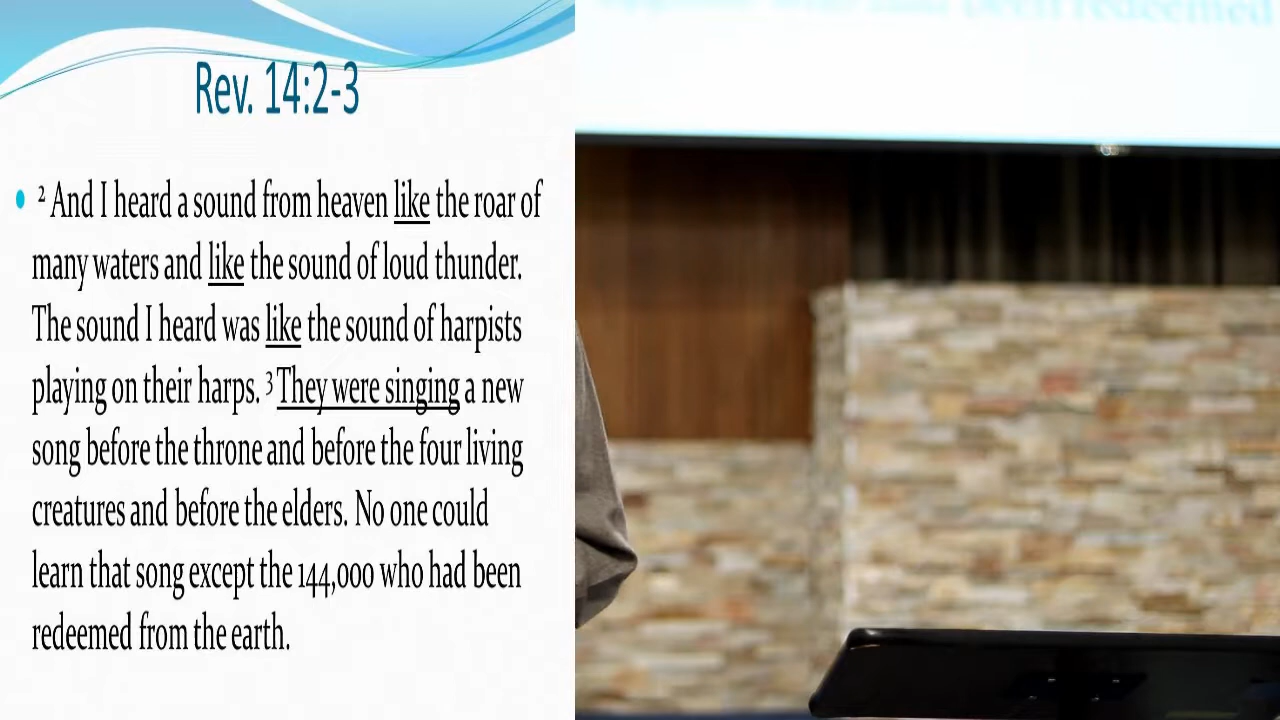 been redeemed
Rev. 14:2-3
• ² And I heard a sound from heaven like the roar of
many waters and like the sound of loud thunder.
The sound I heard was like the sound of harpists
playing on their harps. ³ They were singing a new
song before the throne and before the four living
creatures and before the elders. No one could
learn that song except the 144,000 who had been
redeemed from the earth.